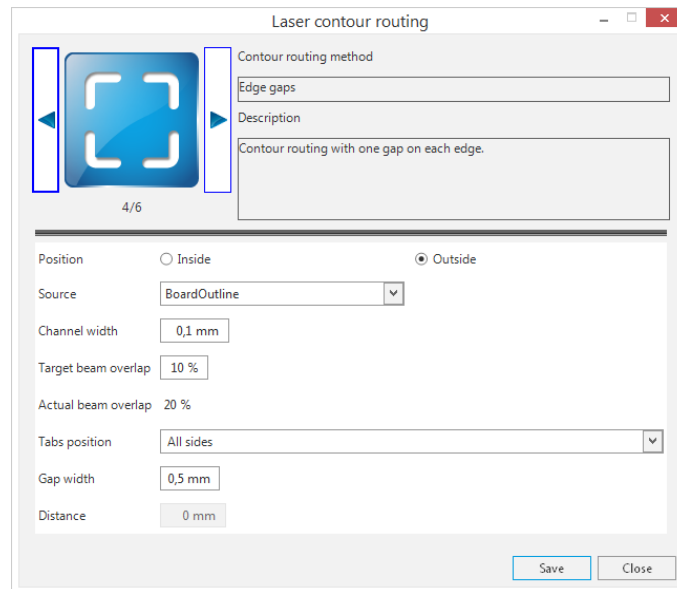 Laser contour routing
Contour routing method
Edge gaps
Description
Contour routing with one gap on each edge.
4/6
Position Inside Outside
Source BoardOutline
Channel width 0,1 mm
Target beam overlap 10 %
Actual beam overlap 20 %
Tabs position All sides
Gap width 0,5 mm
Distance 0 mm
Save Close